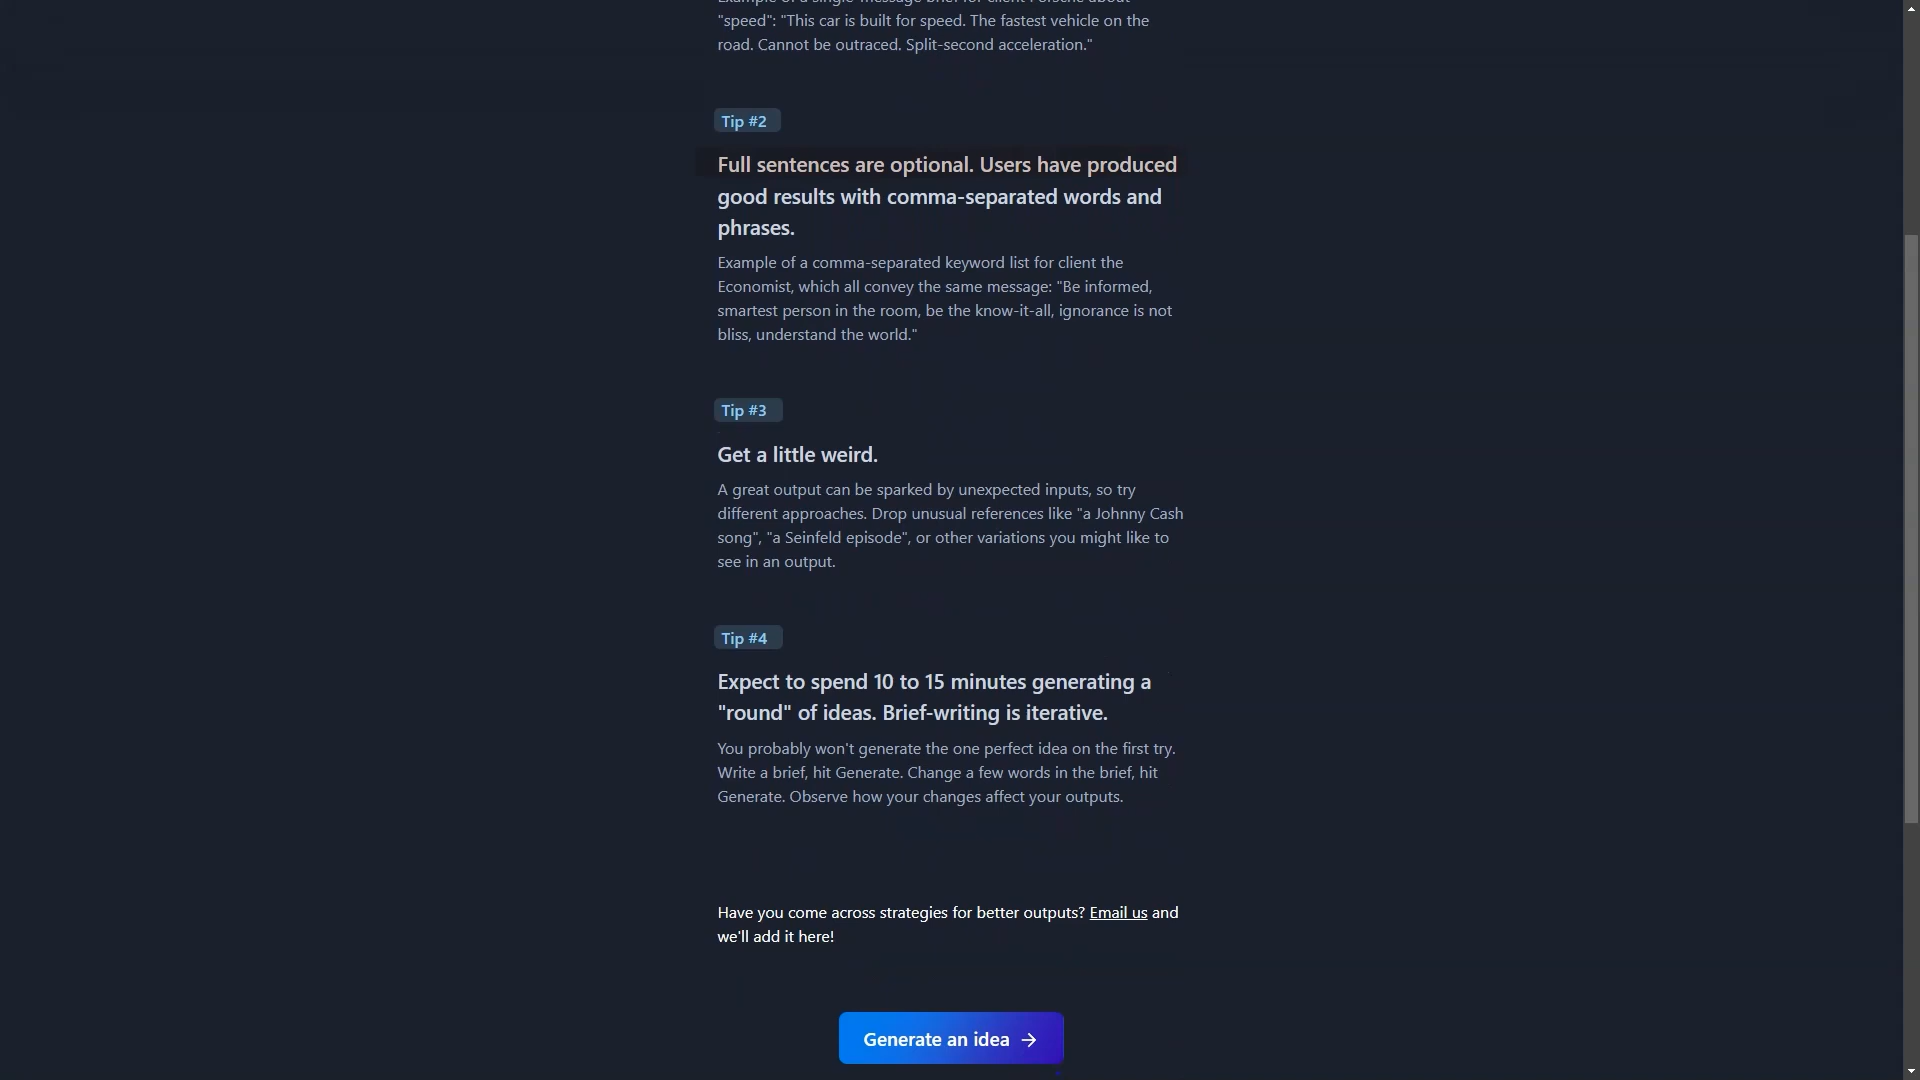 "speed": "This car is built for speed. The fastest vehicle on the
road. Cannot be outraced. Split-second acceleration."
Tip #2
Full sentences are optional. Users have produced
good results with comma-separated words and
phrases.
Example of a comma-separated keyword list for client the
Economist, which all convey the same message: "Be informed,
smartest person in the room, be the know-it-all, ignorance is not
bliss, understand the world."
Tip #3
Get a little weird.
A great output can be sparked by unexpected inputs, so try
different approaches. Drop unusual references like "a Johnny Cash
song", "a Seinfeld episode", or other variations you might like to
see in an output.
Tip #4
Expect to spend 10 to 15 minutes generating a
"round" of ideas. Brief-writing is iterative.
You probably won't generate the one perfect idea on the first try.
Write a brief, hit Generate. Change a few words in the brief, hit
Generate. Observe how your changes affect your outputs.
Have you come across strategies for better outputs? Email us and
we'll add it here!
Generate an idea →